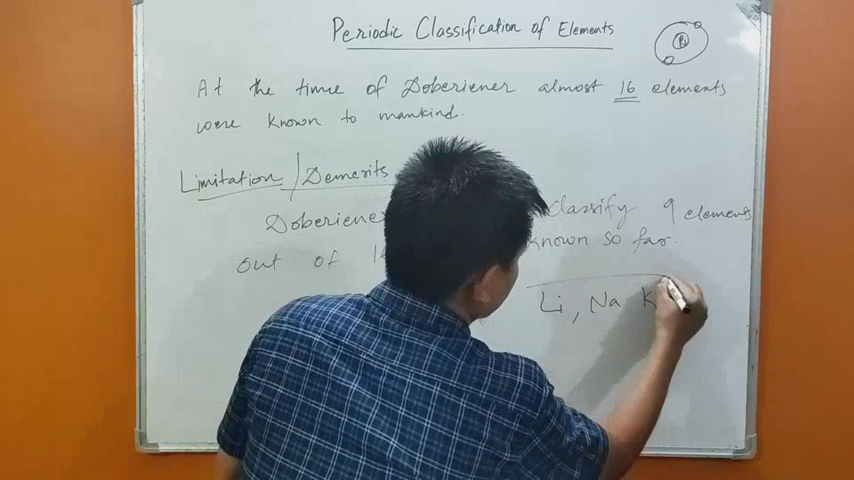 Periodic Classification of Elements
R
At the time of Doberiener almost 16 elements
were known to mankind.
Limitation / Demerits
Doberiener classify 9 elements
out of known so far.
Li, Na K